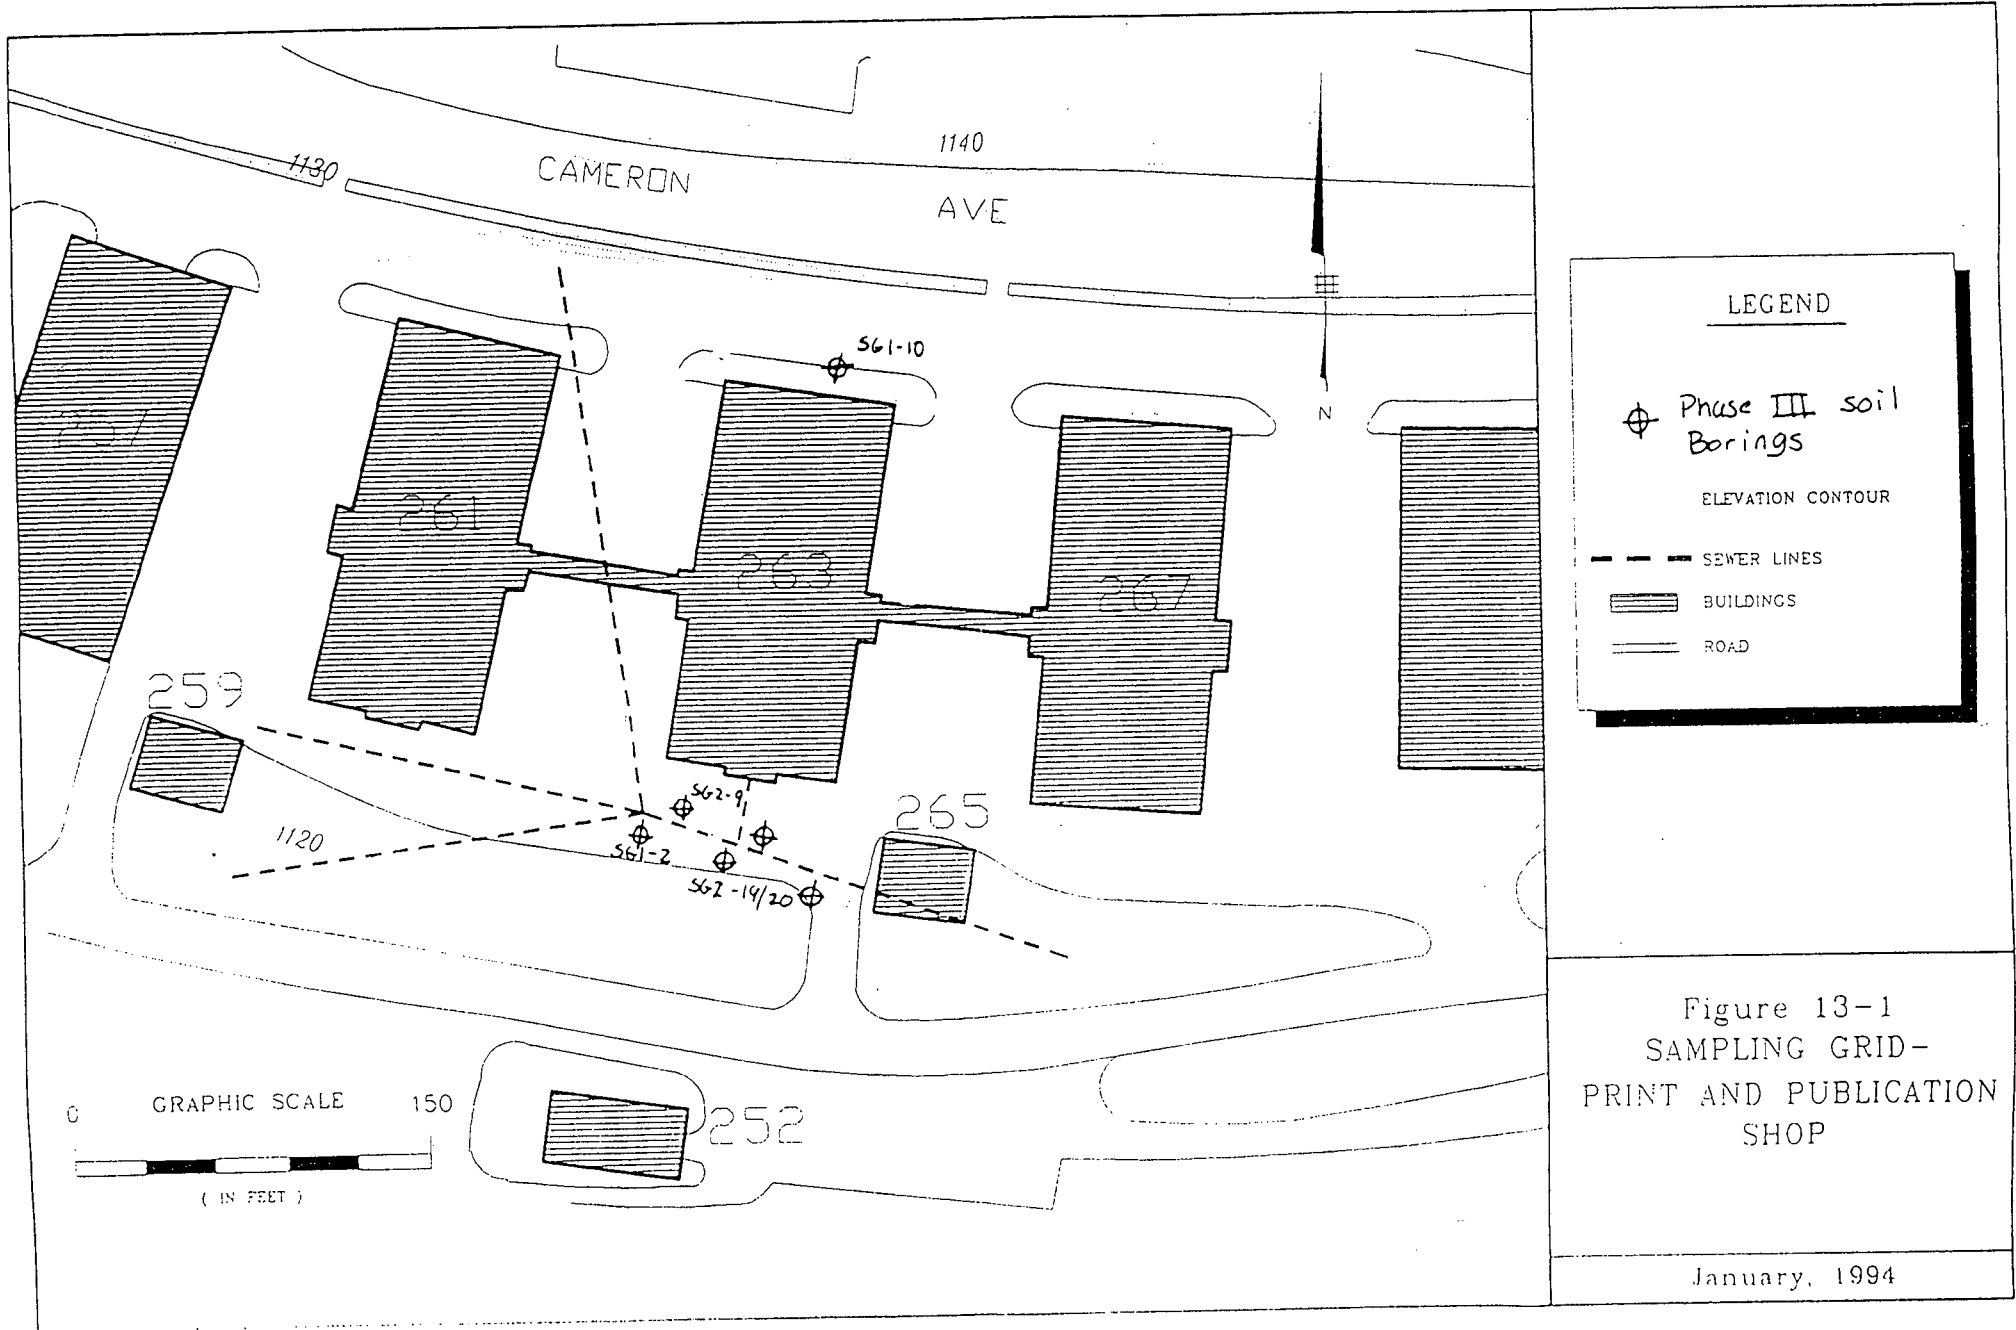 1140
1130
CAMERON
AVE
SG1-10
N
261
263
267
259
SG2-9
265
1120
SG1-2
SG2-19/20
252
0 GRAPHIC SCALE 150
( IN FEET )
LEGEND
Phase III soil
Borings
ELEVATION CONTOUR
SEWER LINES
BUILDINGS
ROAD
Figure 13-1
SAMPLING GRID-
PRINT AND PUBLICATION
SHOP
January, 1994